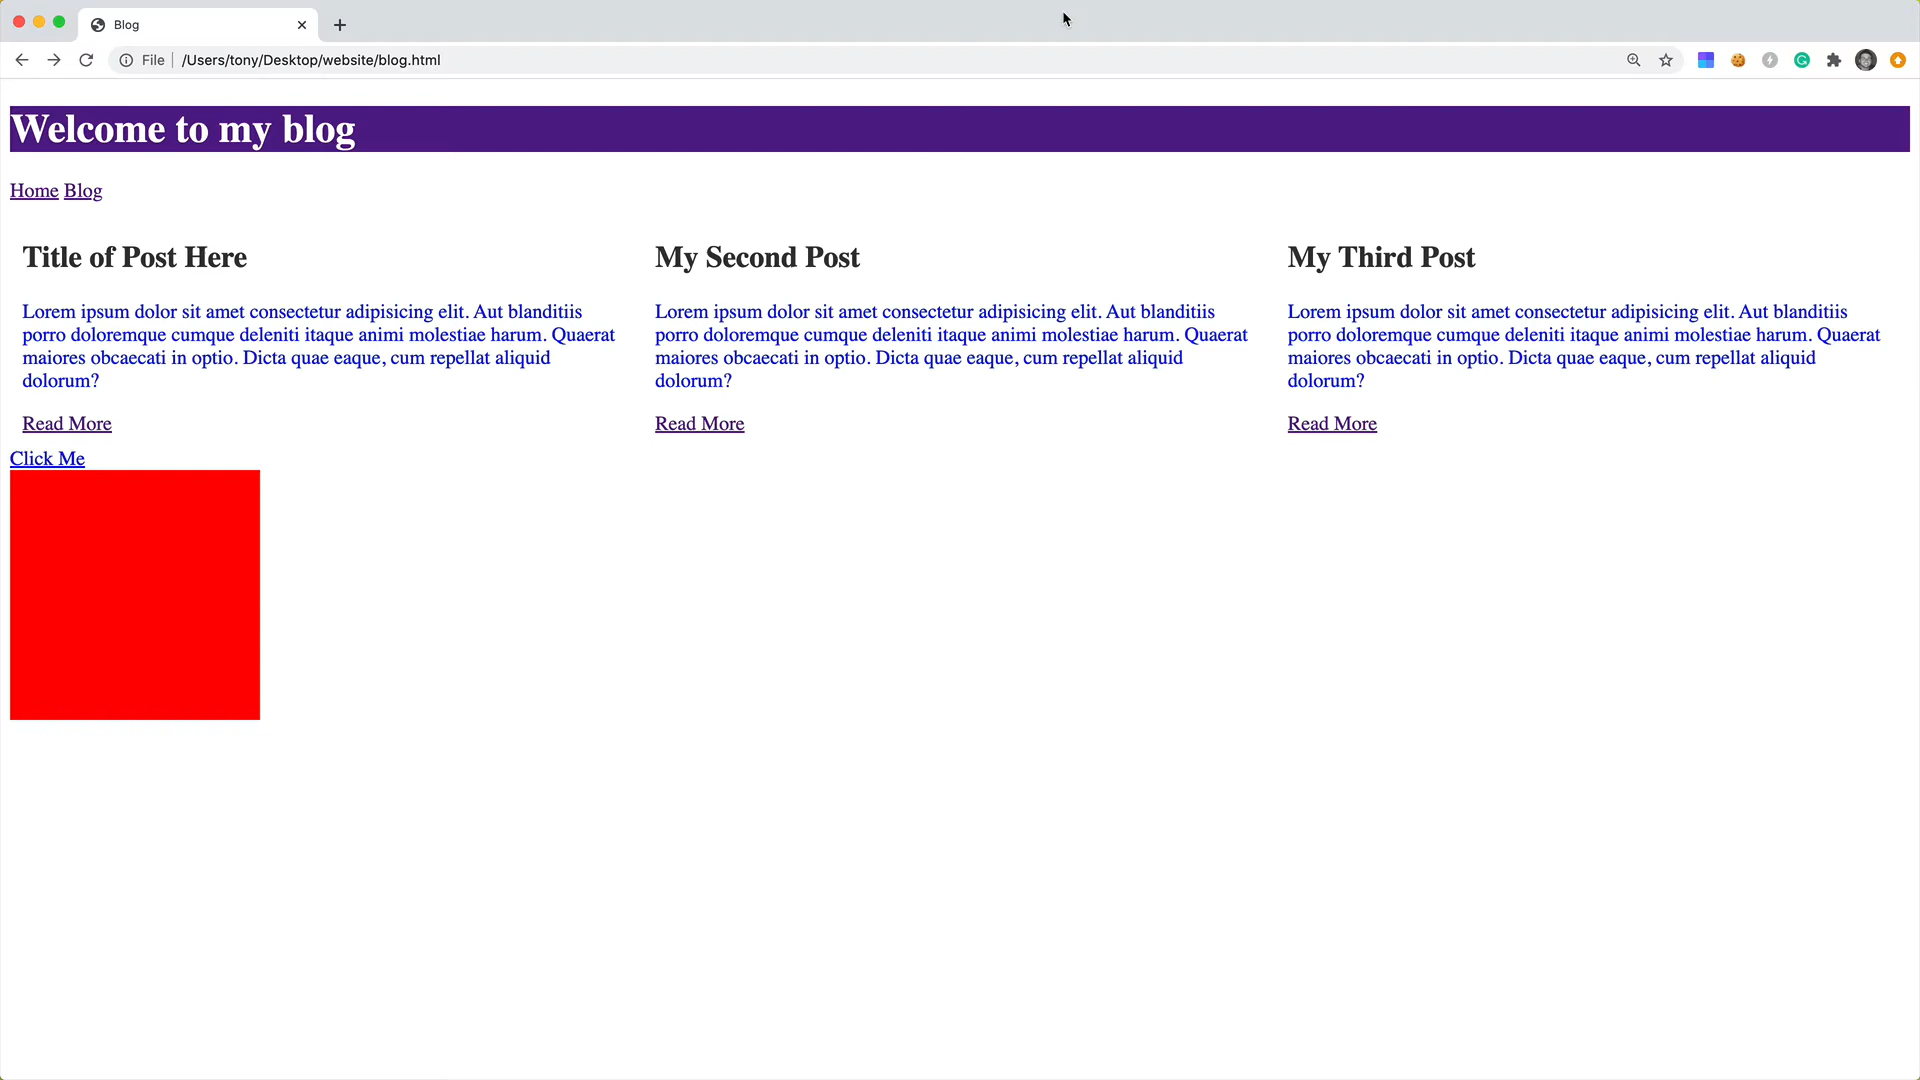 Blog
File /Users/tony/Desktop/website/blog.html
Welcome to my blog
Home Blog
Title of Post Here
Lorem ipsum dolor sit amet consectetur adipisicing elit. Aut blanditiis
porro doloremque cumque deleniti itaque animi molestiae harum. Quaerat
maiores obcaecati in optio. Dicta quae eaque, cum repellat aliquid
dolorum?
Read More
My Second Post
Lorem ipsum dolor sit amet consectetur adipisicing elit. Aut blanditiis
porro doloremque cumque deleniti itaque animi molestiae harum. Quaerat
maiores obcaecati in optio. Dicta quae eaque, cum repellat aliquid
dolorum?
Read More
My Third Post
Lorem ipsum dolor sit amet consectetur adipisicing elit. Aut blanditiis
porro doloremque cumque deleniti itaque animi molestiae harum. Quaerat
maiores obcaecati in optio. Dicta quae eaque, cum repellat aliquid
dolorum?
Read More
Click Me